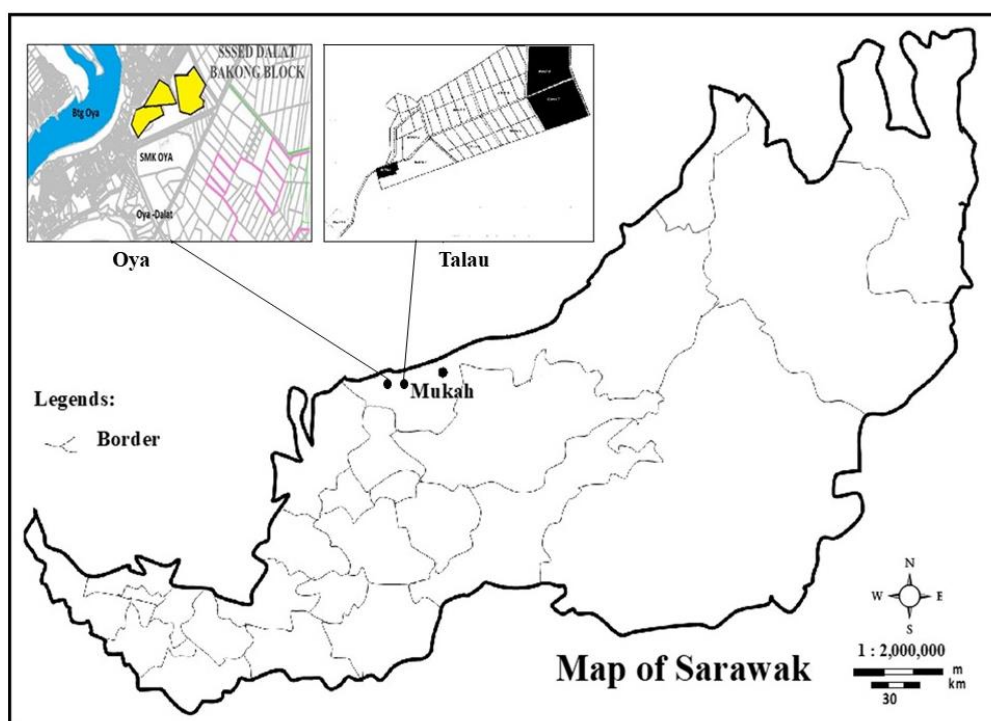 SSSED DALAT
BAKONG BLOCK
Btg Oya
SMK OYA
Oya -Dalat
Oya
Talau
Mukah
Legends:
Border
N
W E
S
1 : 2,000,000
m
km
30
Map of Sarawak